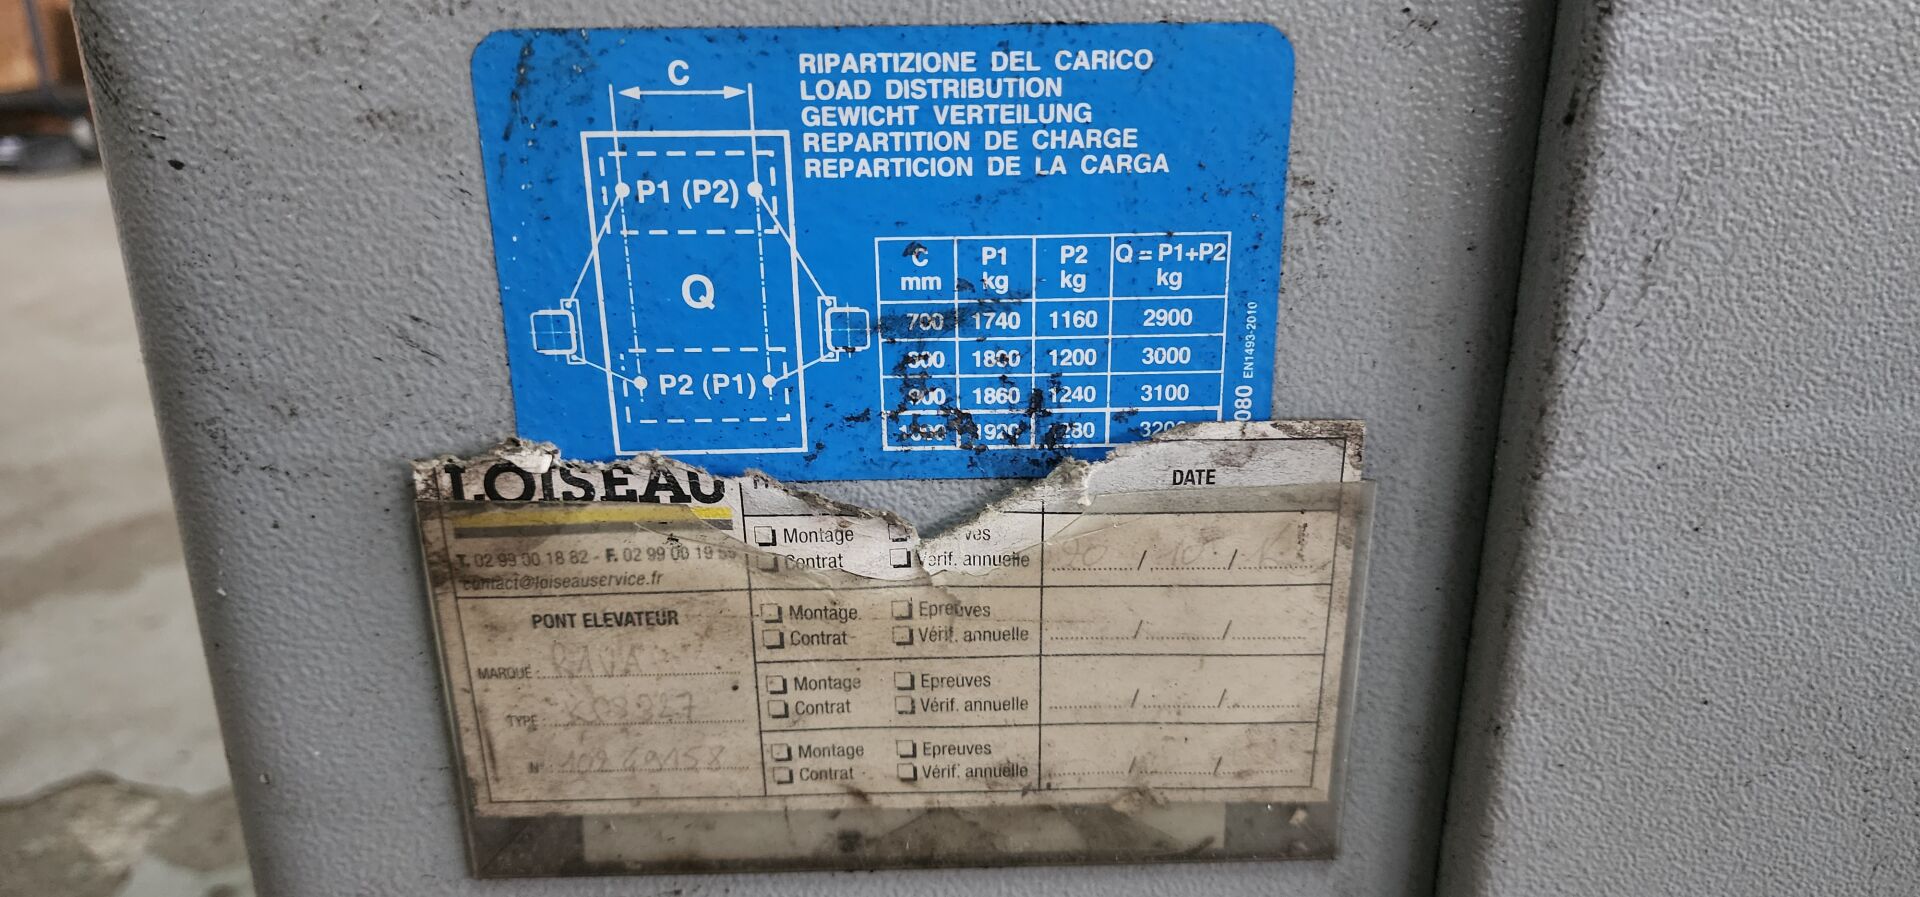 C
RIPARTIZIONE DEL CARICO
LOAD DISTRIBUTION
GEWICHT VERTEILUNG
REPARTITION DE CHARGE
REPARTICION DE LA CARGA
P1 (P2)
Q
P2 (P1)
C mm P1 kg P2 kg Q = P1+P2 kg
700 1740 1160 2900
1200 3000
1860 1240 3100
1920
080 EN1493-2010
LOISEAU
DATE
T. 02 99 00 18 82 - F. 02 99 00 19
contact@loiseauservice.fr
Montage
Contrat Vérif. annuelle / /
PONT ELEVATEUR
Montage Epreuves
Contrat Vérif. annuelle / /
MARQUE :
Montage Epreuves
Contrat Vérif. annuelle / /
TYPE :
Montage Epreuves
Contrat Vérif. annuelle / /
N° :